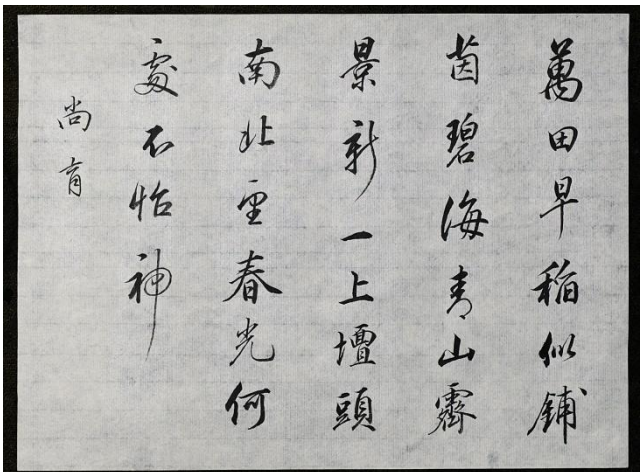 萬田早稻似鋪
茵碧海青山霽
景新一上壇頭
南北望春光何
處不怡神
尚育